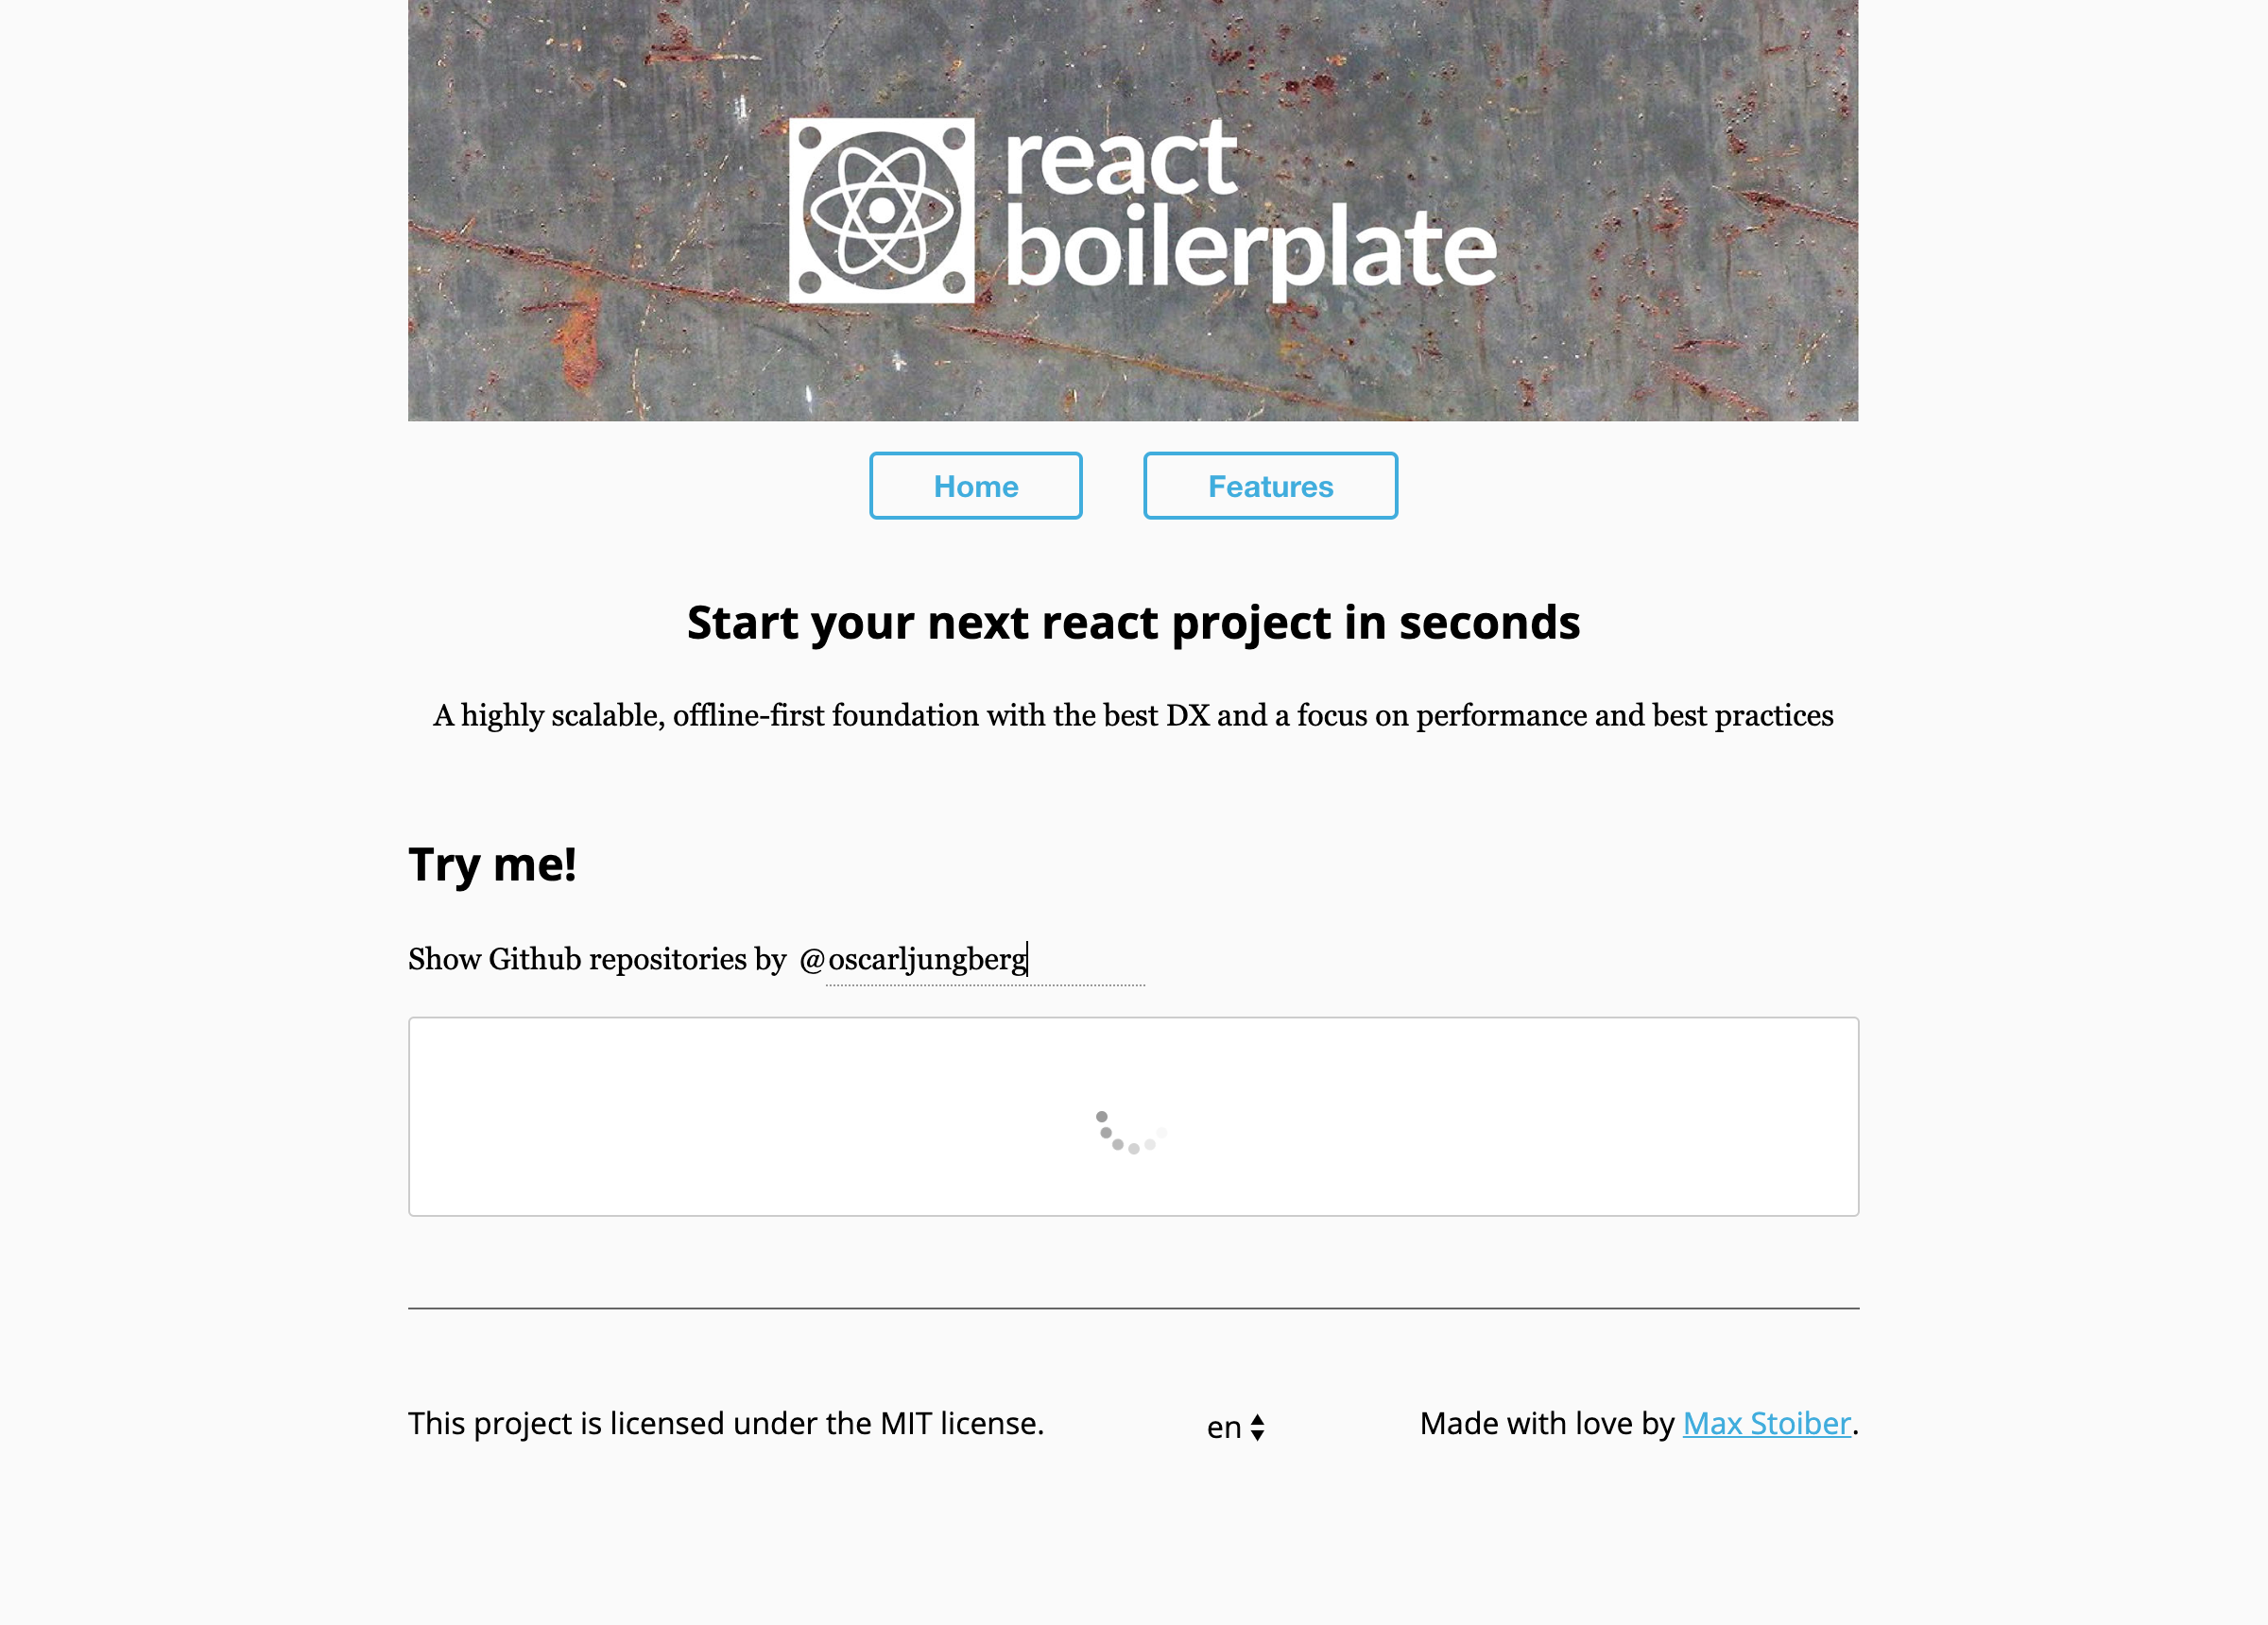 react
boilerplate
Home
Features
Start your next react project in seconds
A highly scalable, offline-first foundation with the best DX and a focus on performance and best practices
Try me!
Show Github repositories by @oscarljungberg
This project is licensed under the MIT license.
en
Made with love by Max Stoiber.